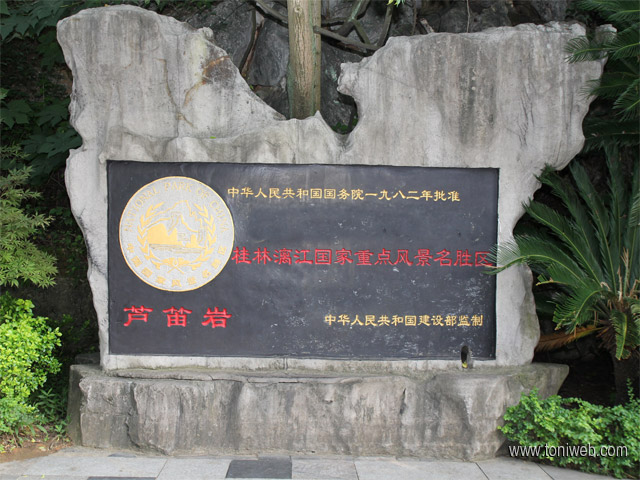 中华人民共和国国务院一九八二年批准
桂林漓江国家重点风景名胜区
芦笛岩
中华人民共和国建设部监制
www.toniweb.com